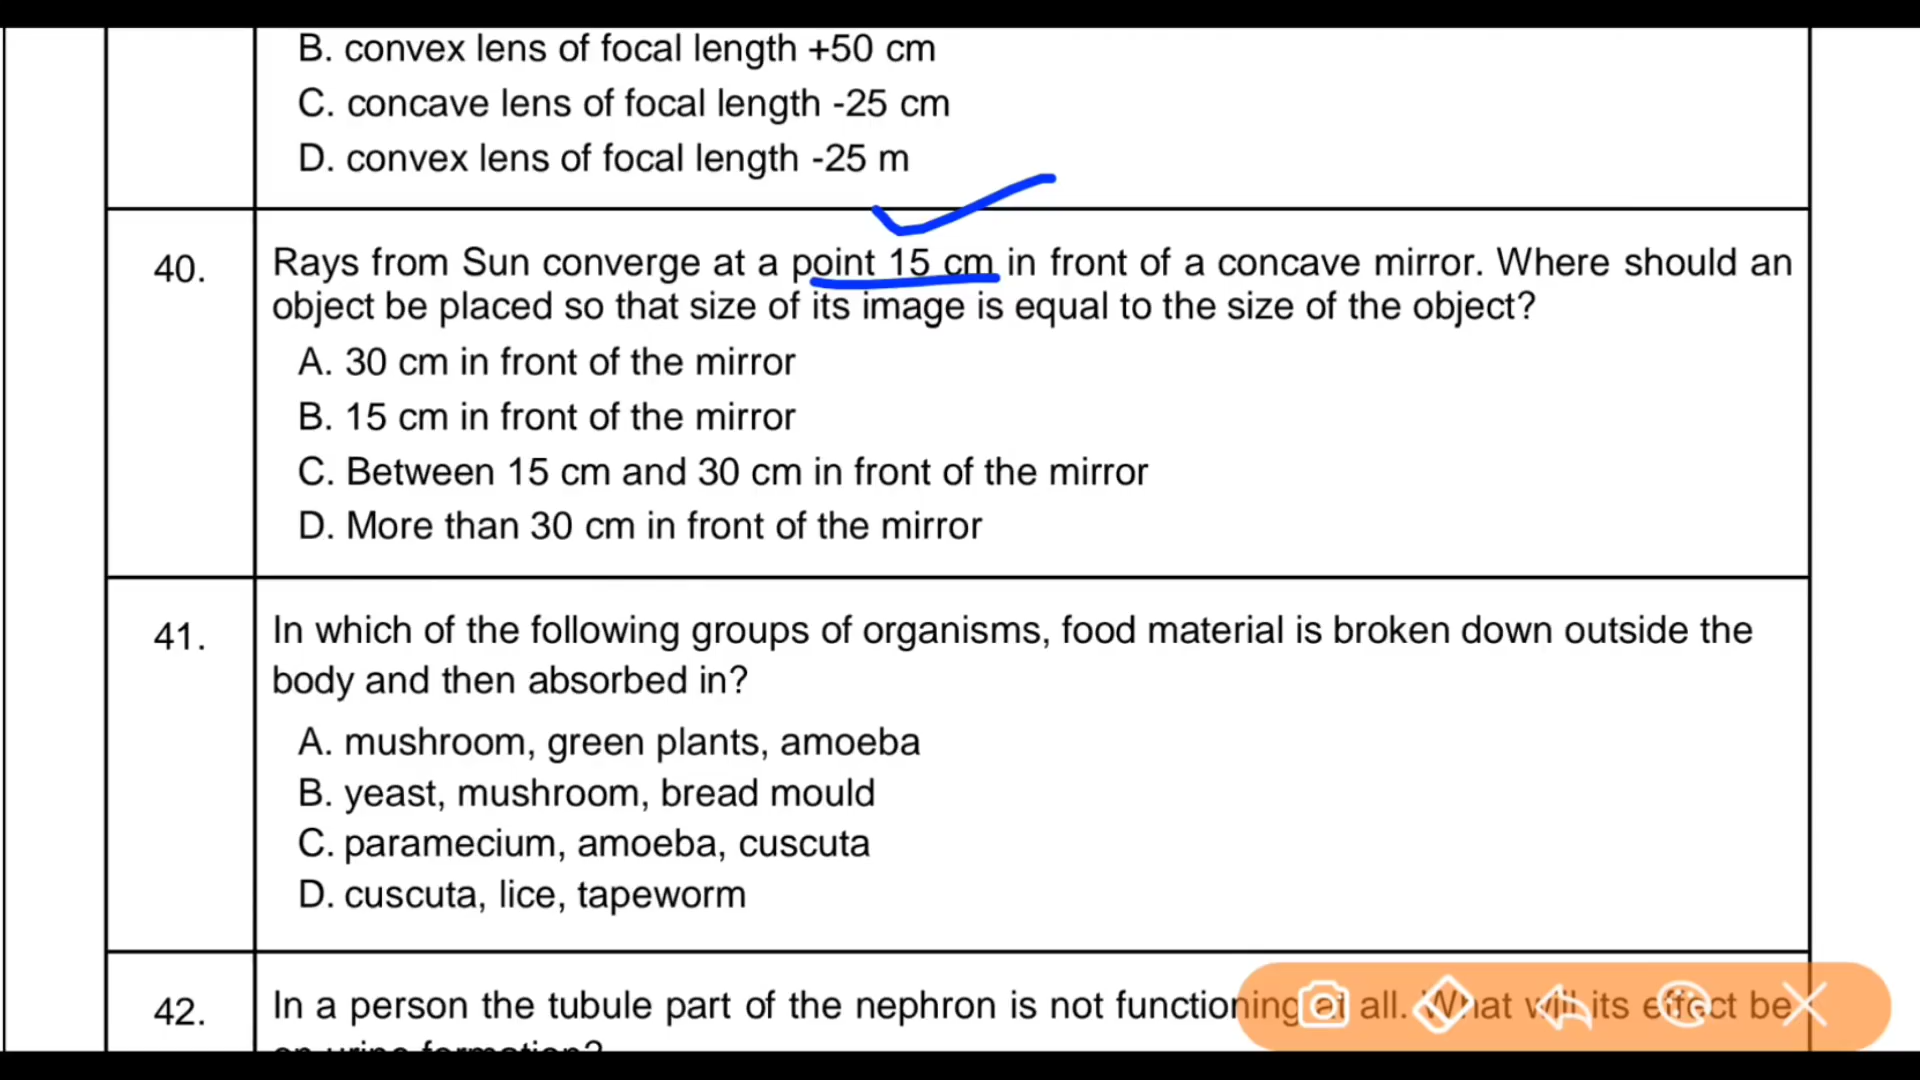 B. convex lens of focal length +50 cm
C. concave lens of focal length -25 cm
D. convex lens of focal length -25 m
40.
Rays from Sun converge at a point 15 cm in front of a concave mirror. Where should an
object be placed so that size of its image is equal to the size of the object?
A. 30 cm in front of the mirror
B. 15 cm in front of the mirror
C. Between 15 cm and 30 cm in front of the mirror
D. More than 30 cm in front of the mirror
41.
In which of the following groups of organisms, food material is broken down outside the
body and then absorbed in?
A. mushroom, green plants, amoeba
B. yeast, mushroom, bread mould
C. paramecium, amoeba, cuscuta
D. cuscuta, lice, tapeworm
42.
In a person the tubule part of the nephron is not functioning at all. What will its effect be
on urine formation?